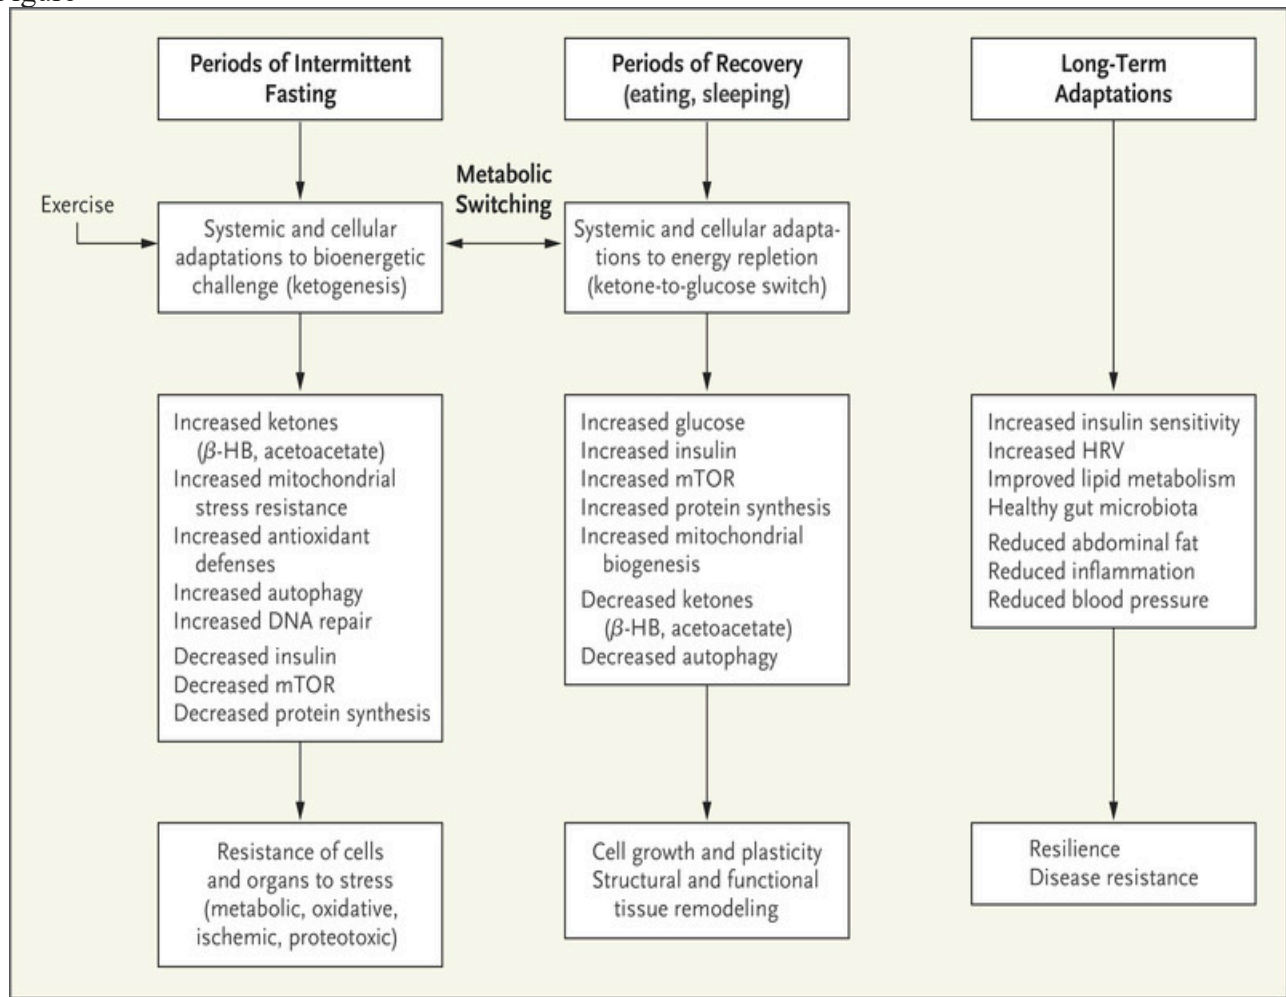 Figure
Periods of Intermittent
Fasting
Exercise
Systemic and cellular
adaptations to bioenergetic
challenge (ketogenesis)
Increased ketones
(β-HB, acetoacetate)
Increased mitochondrial
stress resistance
Increased antioxidant
defenses
Increased autophagy
Increased DNA repair
Decreased insulin
Decreased mTOR
Decreased protein synthesis
Resistance of cells
and organs to stress
(metabolic, oxidative,
ischemic, proteotoxic)
Metabolic
Switching
Periods of Recovery
(eating, sleeping)
Systemic and cellular adapta-
tions to energy repletion
(ketone-to-glucose switch)
Increased glucose
Increased insulin
Increased mTOR
Increased protein synthesis
Increased mitochondrial
biogenesis
Decreased ketones
(β-HB, acetoacetate)
Decreased autophagy
Cell growth and plasticity
Structural and functional
tissue remodeling
Long-Term
Adaptations
Increased insulin sensitivity
Increased HRV
Improved lipid metabolism
Healthy gut microbiota
Reduced abdominal fat
Reduced inflammation
Reduced blood pressure
Resilience
Disease resistance